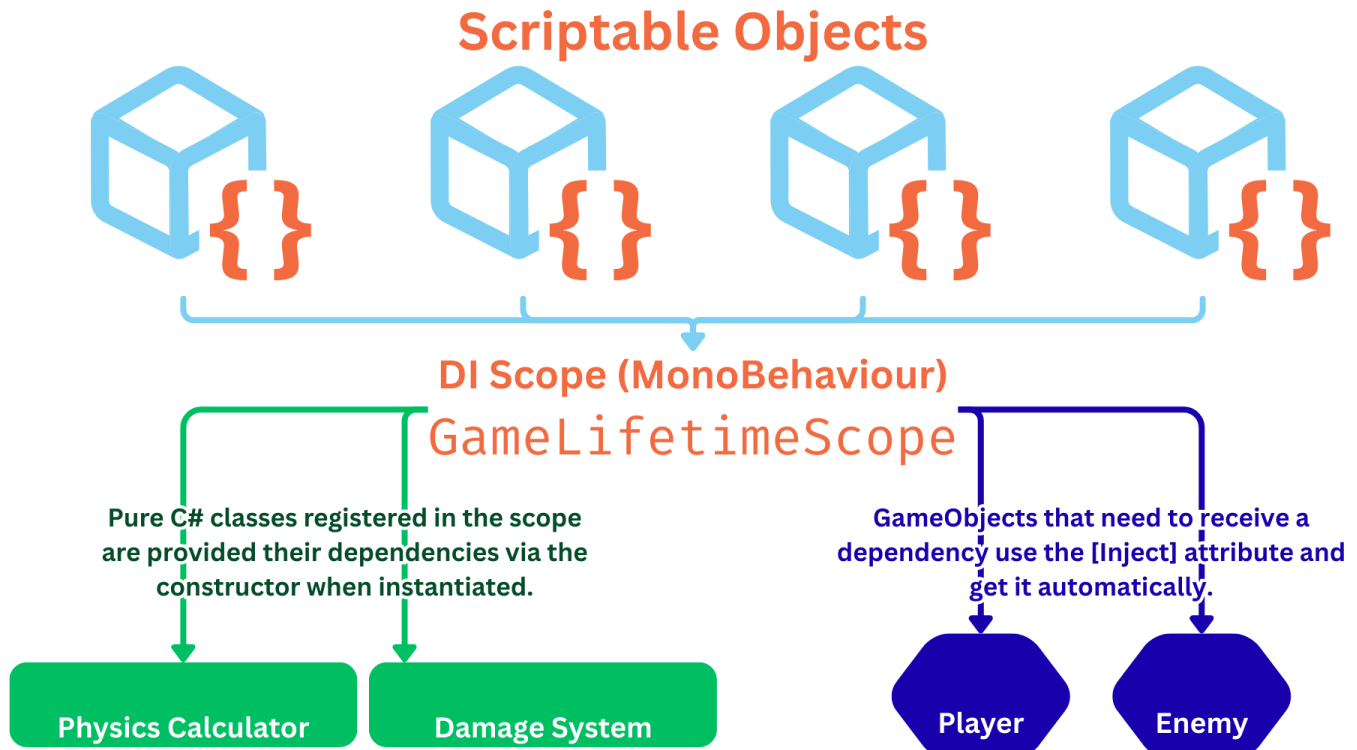 Scriptable Objects
{ }
{ }
{ }
{ }
DI Scope (MonoBehaviour)
GameLifetimeScope
Pure C# classes registered in the scope
are provided their dependencies via the
constructor when instantiated.
GameObjects that need to receive a
dependency use the [Inject] attribute and
get it automatically.
Physics Calculator
Damage System
Player
Enemy